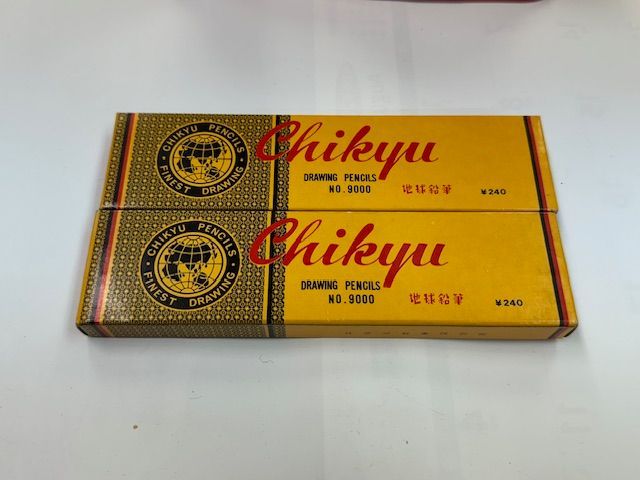 CHIKYU PENCILS
FINEST DRAWING
Chikyu
DRAWING PENCILS
NO. 9000
地球鉛筆
¥240
CHIKYU PENCILS
FINEST DRAWING
Chikyu
DRAWING PENCILS
NO. 9000
地球鉛筆
¥240